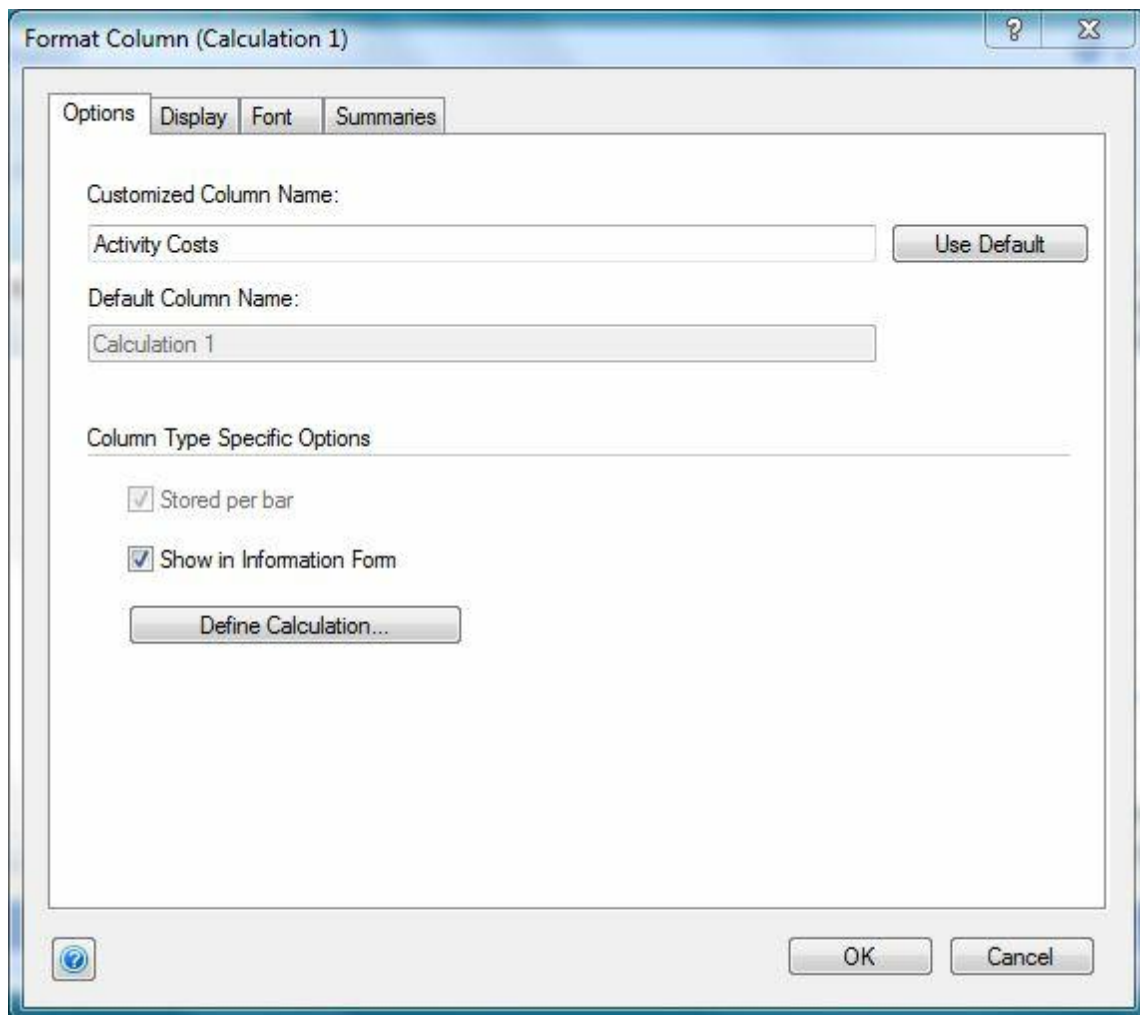 Format Column (Calculation 1)
Options Display Font Summaries
Customized Column Name:
Activity Costs Use Default
Default Column Name:
Calculation 1
Column Type Specific Options
Stored per bar
Show in Information Form
Define Calculation...
OK Cancel